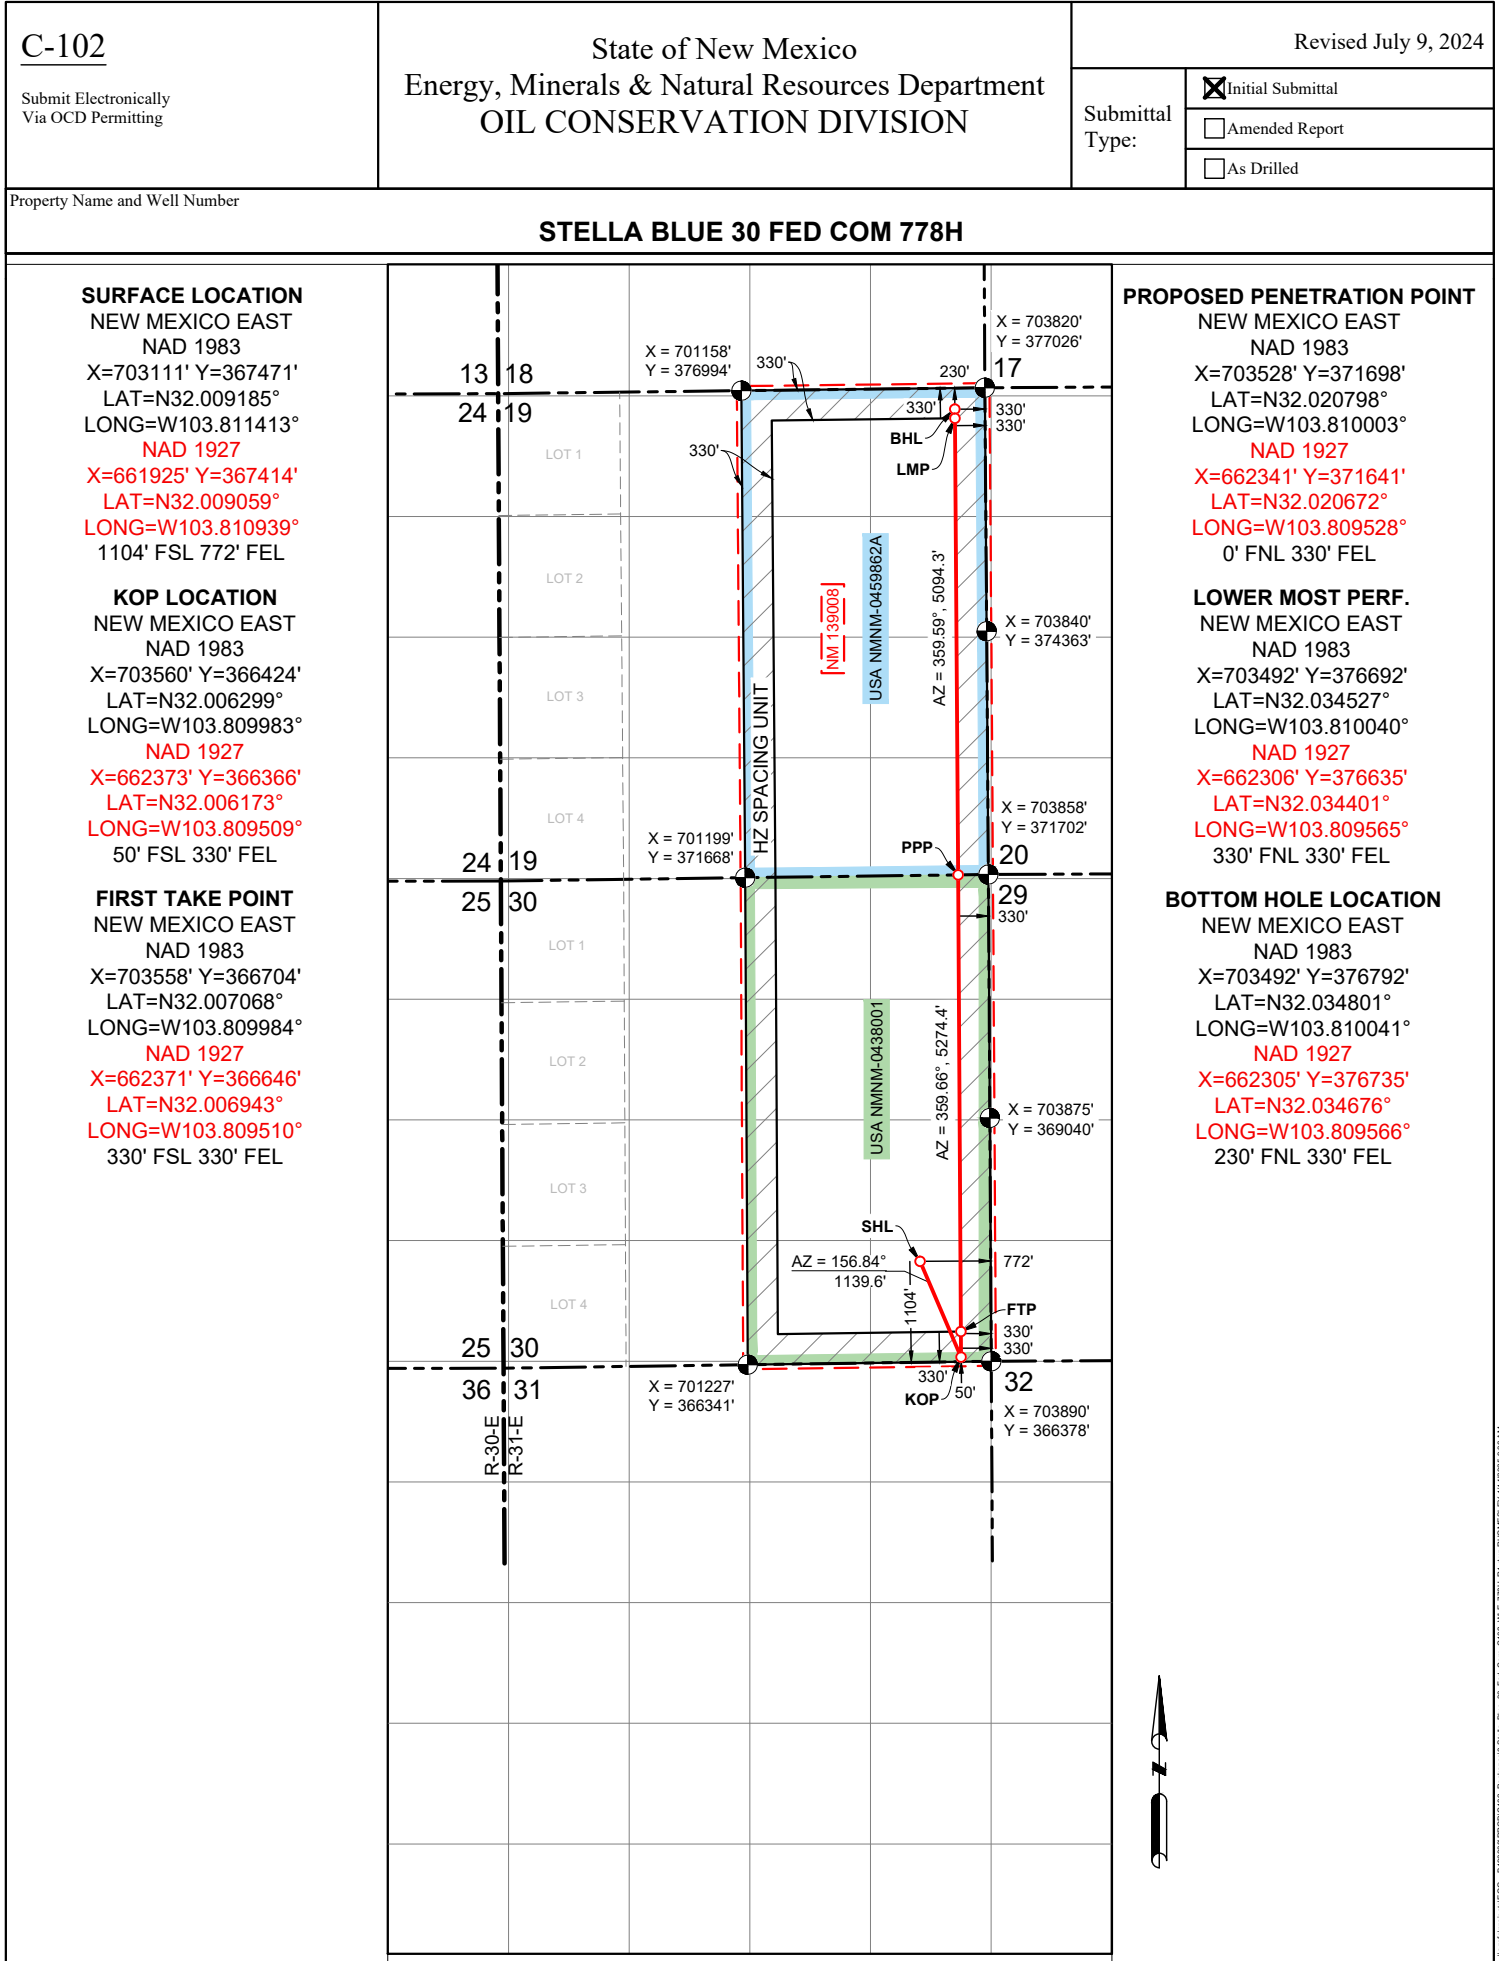 C-102
Submit Electronically
Via OCD Permitting
State of New Mexico
Energy, Minerals & Natural Resources Department
OIL CONSERVATION DIVISION
Revised July 9, 2024
Submittal
Type:
Initial Submittal
Amended Report
As Drilled
Property Name and Well Number
STELLA BLUE 30 FED COM 778H
SURFACE LOCATION
NEW MEXICO EAST
NAD 1983
X=703111' Y=367471'
LAT=N32.009185°
LONG=W103.811413°
NAD 1927
X=661925' Y=367414'
LAT=N32.009059°
LONG=W103.810939°
1104' FSL 772' FEL
KOP LOCATION
NEW MEXICO EAST
NAD 1983
X=703560' Y=366424'
LAT=N32.006299°
LONG=W103.809983°
NAD 1927
X=662373' Y=366366'
LAT=N32.006173°
LONG=W103.809509°
50' FSL 330' FEL
FIRST TAKE POINT
NEW MEXICO EAST
NAD 1983
X=703558' Y=366704'
LAT=N32.007068°
LONG=W103.809984°
NAD 1927
X=662371' Y=366646'
LAT=N32.006943°
LONG=W103.809510°
330' FSL 330' FEL
X = 703820'
Y = 377026'
X = 701158'
Y = 376994'
330'
230'
17
13 18
24 19
330'
330'
330'
BHL
LMP
330'
LOT 1
LOT 2
LOT 3
LOT 4
HZ SPACING UNIT
[NM 139008]
USA NMNM-0459862A
AZ = 359.59°, 5094.3'
X = 703840'
Y = 374363'
X = 703858'
Y = 371702'
X = 701199'
Y = 371668'
PPP
24 19
25 30
20
29
330'
LOT 1
LOT 2
LOT 3
LOT 4
USA NMNM-0438001
AZ = 359.66°, 5274.4'
X = 703875'
Y = 369040'
SHL
AZ = 156.84°
1139.6'
772'
1104'
FTP
330'
330'
330'
50'
KOP
25 30
36 31
32
X = 701227'
Y = 366341'
X = 703890'
Y = 366378'
R-30-E
R-31-E
PROPOSED PENETRATION POINT
NEW MEXICO EAST
NAD 1983
X=703528' Y=371698'
LAT=N32.020798°
LONG=W103.810003°
NAD 1927
X=662341' Y=371641'
LAT=N32.020672°
LONG=W103.809528°
0' FNL 330' FEL
LOWER MOST PERF.
NEW MEXICO EAST
NAD 1983
X=703492' Y=376692'
LAT=N32.034527°
LONG=W103.810040°
NAD 1927
X=662306' Y=376635'
LAT=N32.034401°
LONG=W103.809565°
330' FNL 330' FEL
BOTTOM HOLE LOCATION
NEW MEXICO EAST
NAD 1983
X=703492' Y=376792'
LAT=N32.034801°
LONG=W103.810041°
NAD 1927
X=662305' Y=376735'
LAT=N32.034676°
LONG=W103.809566°
230' FNL 330' FEL
Z